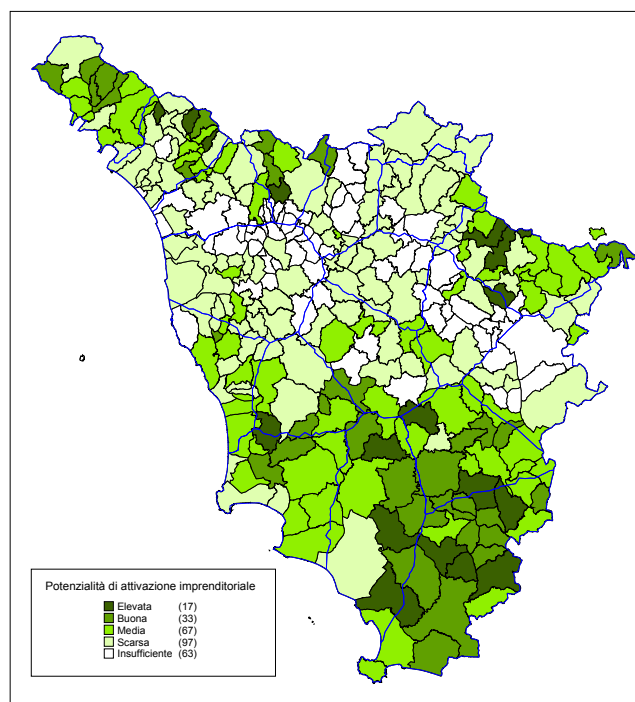 Potenzialità di attivazione imprenditoriale
Elevata (17)
Buona (33)
Media (67)
Scarsa (97)
Insufficiente (63)